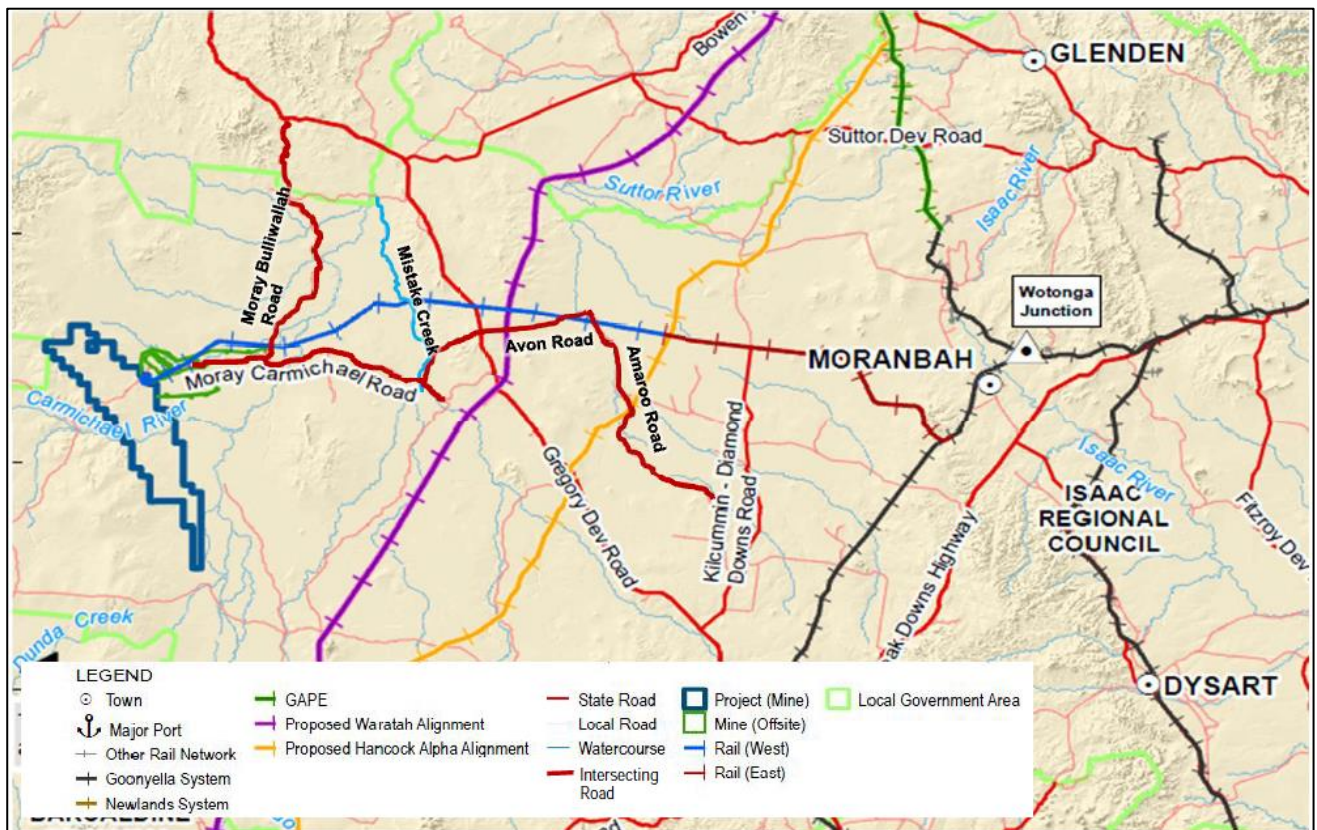 GLENDEN
Bowen
Suttor Dev Road
Isaac River
Suttor River
Moray Bulliwallah
Road
Mistake Creek
Wotonga
Junction
Avon Road
MORANBAH
Moray Carmichael Road
Amaroo Road
Carmichael River
Gregory Dev Road
Kilcummin - Diamond
Downs Road
Isaac River
ISAAC
REGIONAL
COUNCIL
Fitzroy Dev
eak Downs Highway
Dunda Creek
DYSART
LEGEND
Town
Major Port
Other Rail Network
Goonyella System
Newlands System
GAPE
Proposed Waratah Alignment
Proposed Hancock Alpha Alignment
State Road
Local Road
Watercourse
Intersecting
Road
Project (Mine)
Mine (Offsite)
Rail (West)
Rail (East)
Local Government Area